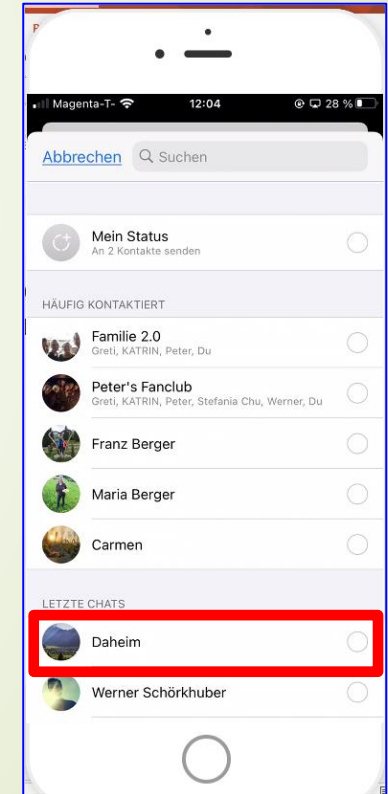 Magenta-T- 12:04 28 %
Abbrechen Suchen
Mein Status
An 2 Kontakte senden
HÄUFIG KONTAKTIERT
Familie 2.0
Greti, KATRIN, Peter, Du
Peter's Fanclub
Greti, KATRIN, Peter, Stefania Chu, Werner, Du
Franz Berger
Maria Berger
Carmen
LETZTE CHATS
Daheim
Werner Schörkhuber